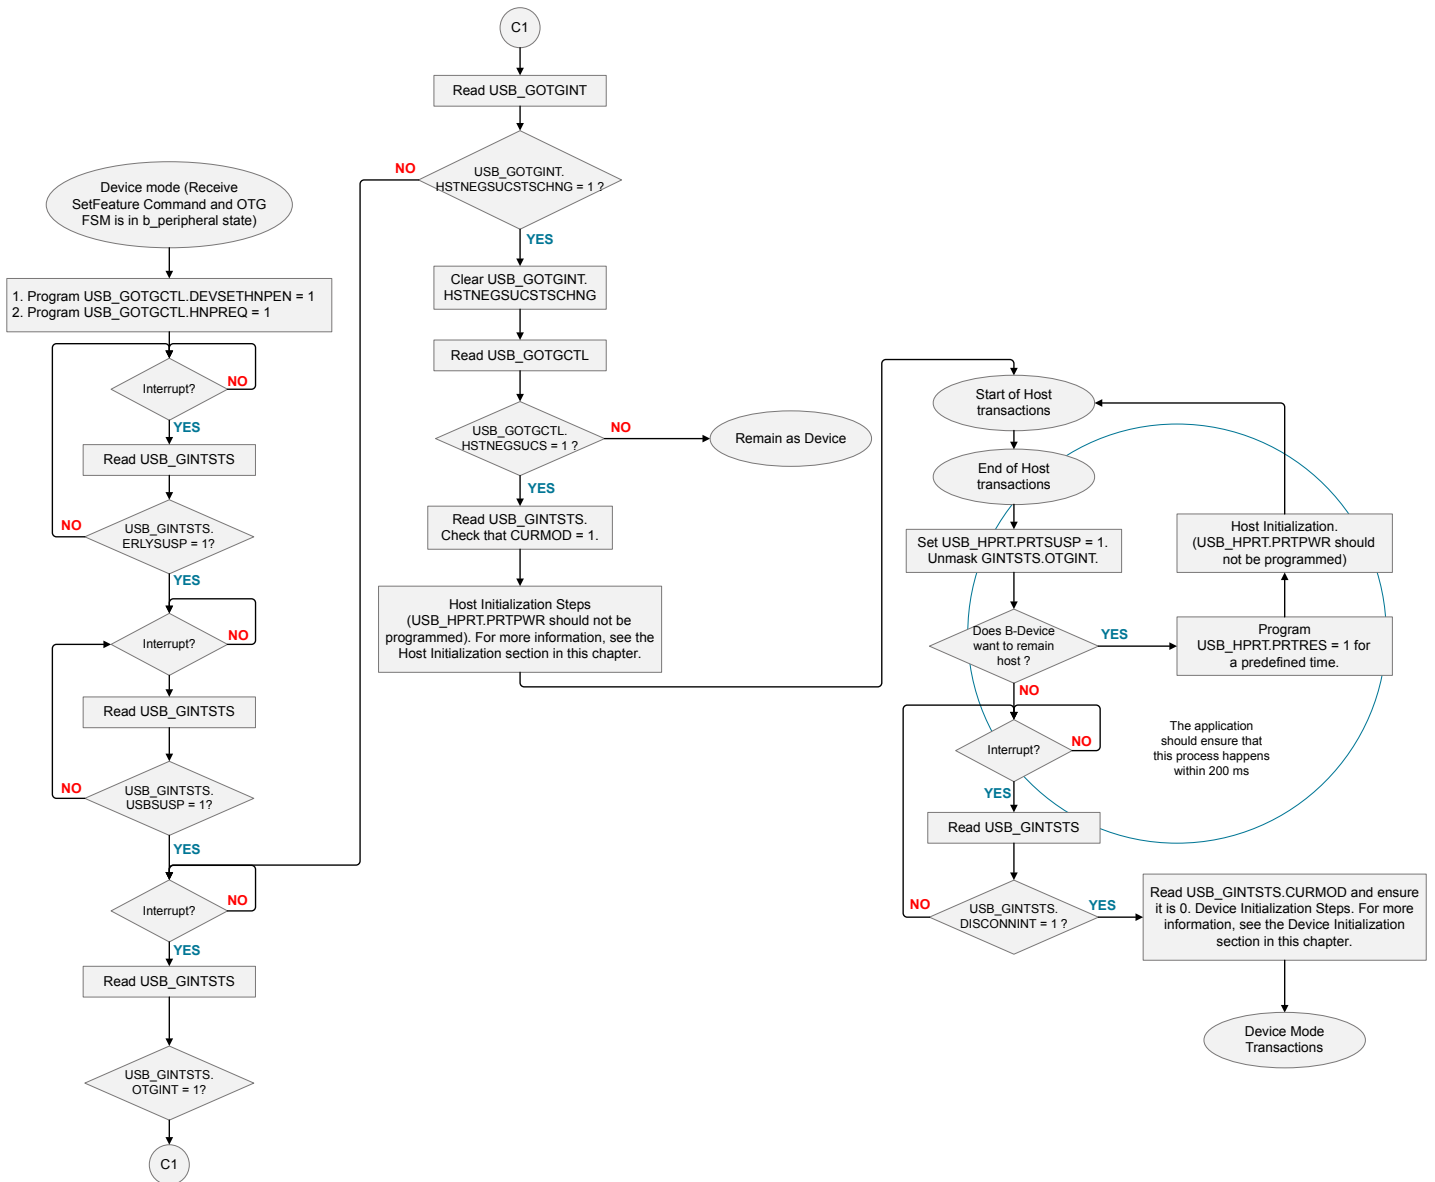 Device mode (Receive
SetFeature Command and OTG
FSM is in b_peripheral state)
1. Program USB_GOTGCTL.DEVSETHNPEN = 1
2. Program USB_GOTGCTL.HNPREQ = 1
Interrupt?
NO
YES
Read USB_GINTSTS
USB_GINTSTS.
ERLYSUSP = 1?
NO
YES
Interrupt?
NO
Read USB_GINTSTS
USB_GINTSTS.
USBSUSP = 1?
NO
YES
Interrupt?
NO
YES
Read USB_GINTSTS
USB_GINTSTS.
OTGINT = 1?
C1
C1
Read USB_GOTGINT
USB_GOTGINT.
HSTNEGSUCSTSCHNG = 1 ?
NO
YES
Clear USB_GOTGINT.
HSTNEGSUCSTSCHNG
Read USB_GOTGCTL
USB_GOTGCTL.
HSTNEGSUCS = 1 ?
NO
Remain as Device
YES
Read USB_GINTSTS.
Check that CURMOD = 1.
Host Initialization Steps
(USB_HPRT.PRTPWR should not be
programmed). For more information, see the
Host Initialization section in this chapter.
Start of Host
transactions
End of Host
transactions
Set USB_HPRT.PRTSUSP = 1.
Unmask GINTSTS.OTGINT.
Does B-Device
want to remain
host ?
YES
Program
USB_HPRT.PRTRES = 1 for
a predefined time.
Host Initialization.
(USB_HPRT.PRTPWR should
not be programmed)
NO
Interrupt?
NO
YES
The application
should ensure that
this process happens
within 200 ms
Read USB_GINTSTS
USB_GINTSTS.
DISCONNINT = 1 ?
NO
YES
Read USB_GINTSTS.CURMOD and ensure
it is 0. Device Initialization Steps. For more
information, see the Device Initialization
section in this chapter.
Device Mode
Transactions